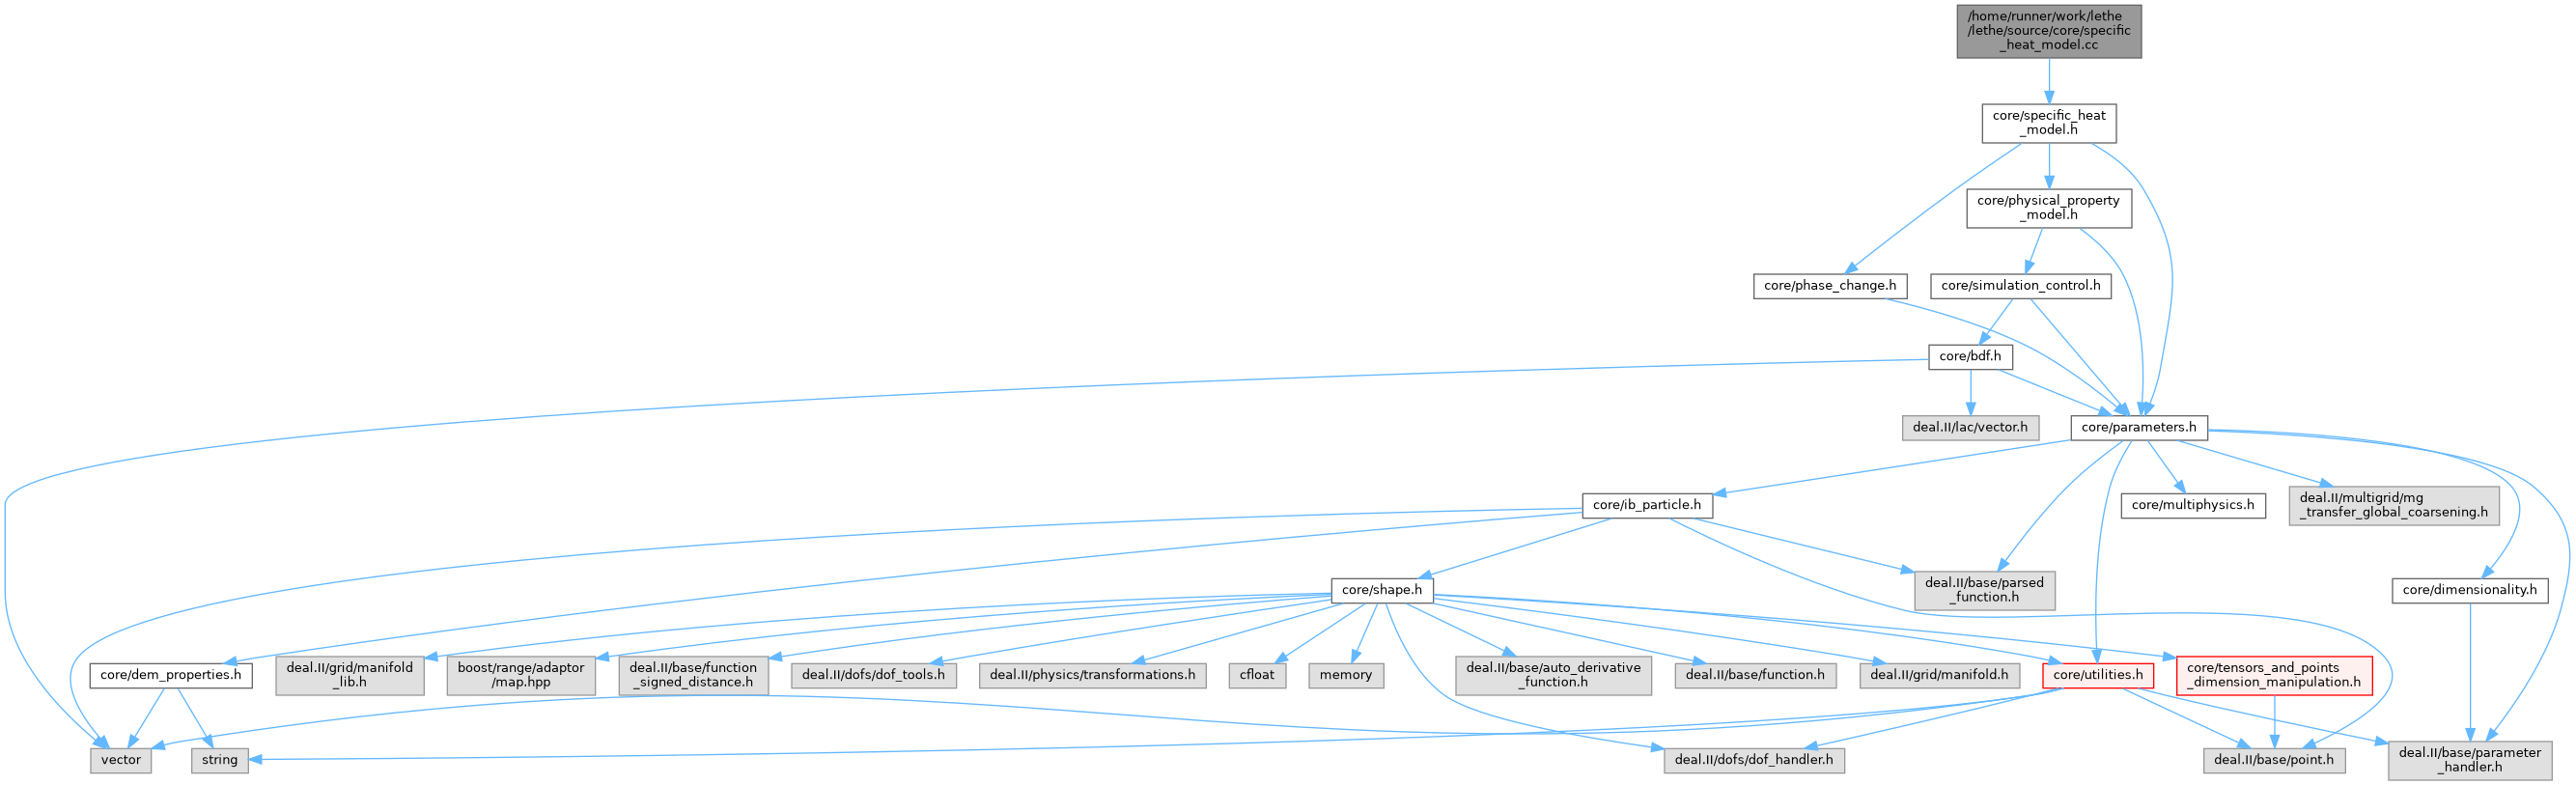 /home/runner/work/lethe
/lethe/source/core/specific
_heat_model.cc
core/specific_heat
_model.h
core/physical_property
_model.h
core/phase_change.h
core/simulation_control.h
core/bdf.h
deal.II/lac/vector.h
core/parameters.h
core/ib_particle.h
core/multiphysics.h
deal.II/multigrid/mg
_transfer_global_coarsening.h
core/shape.h
deal.II/base/parsed
_function.h
core/dimensionality.h
core/dem_properties.h
deal.II/grid/manifold
_lib.h
boost/range/adaptor
/map.hpp
deal.II/base/function
_signed_distance.h
deal.II/dofs/dof_tools.h
deal.II/physics/transformations.h
cfloat
memory
deal.II/base/auto_derivative
_function.h
deal.II/base/function.h
deal.II/grid/manifold.h
core/utilities.h
core/tensors_and_points
_dimension_manipulation.h
vector
string
deal.II/dofs/dof_handler.h
deal.II/base/point.h
deal.II/base/parameter
_handler.h